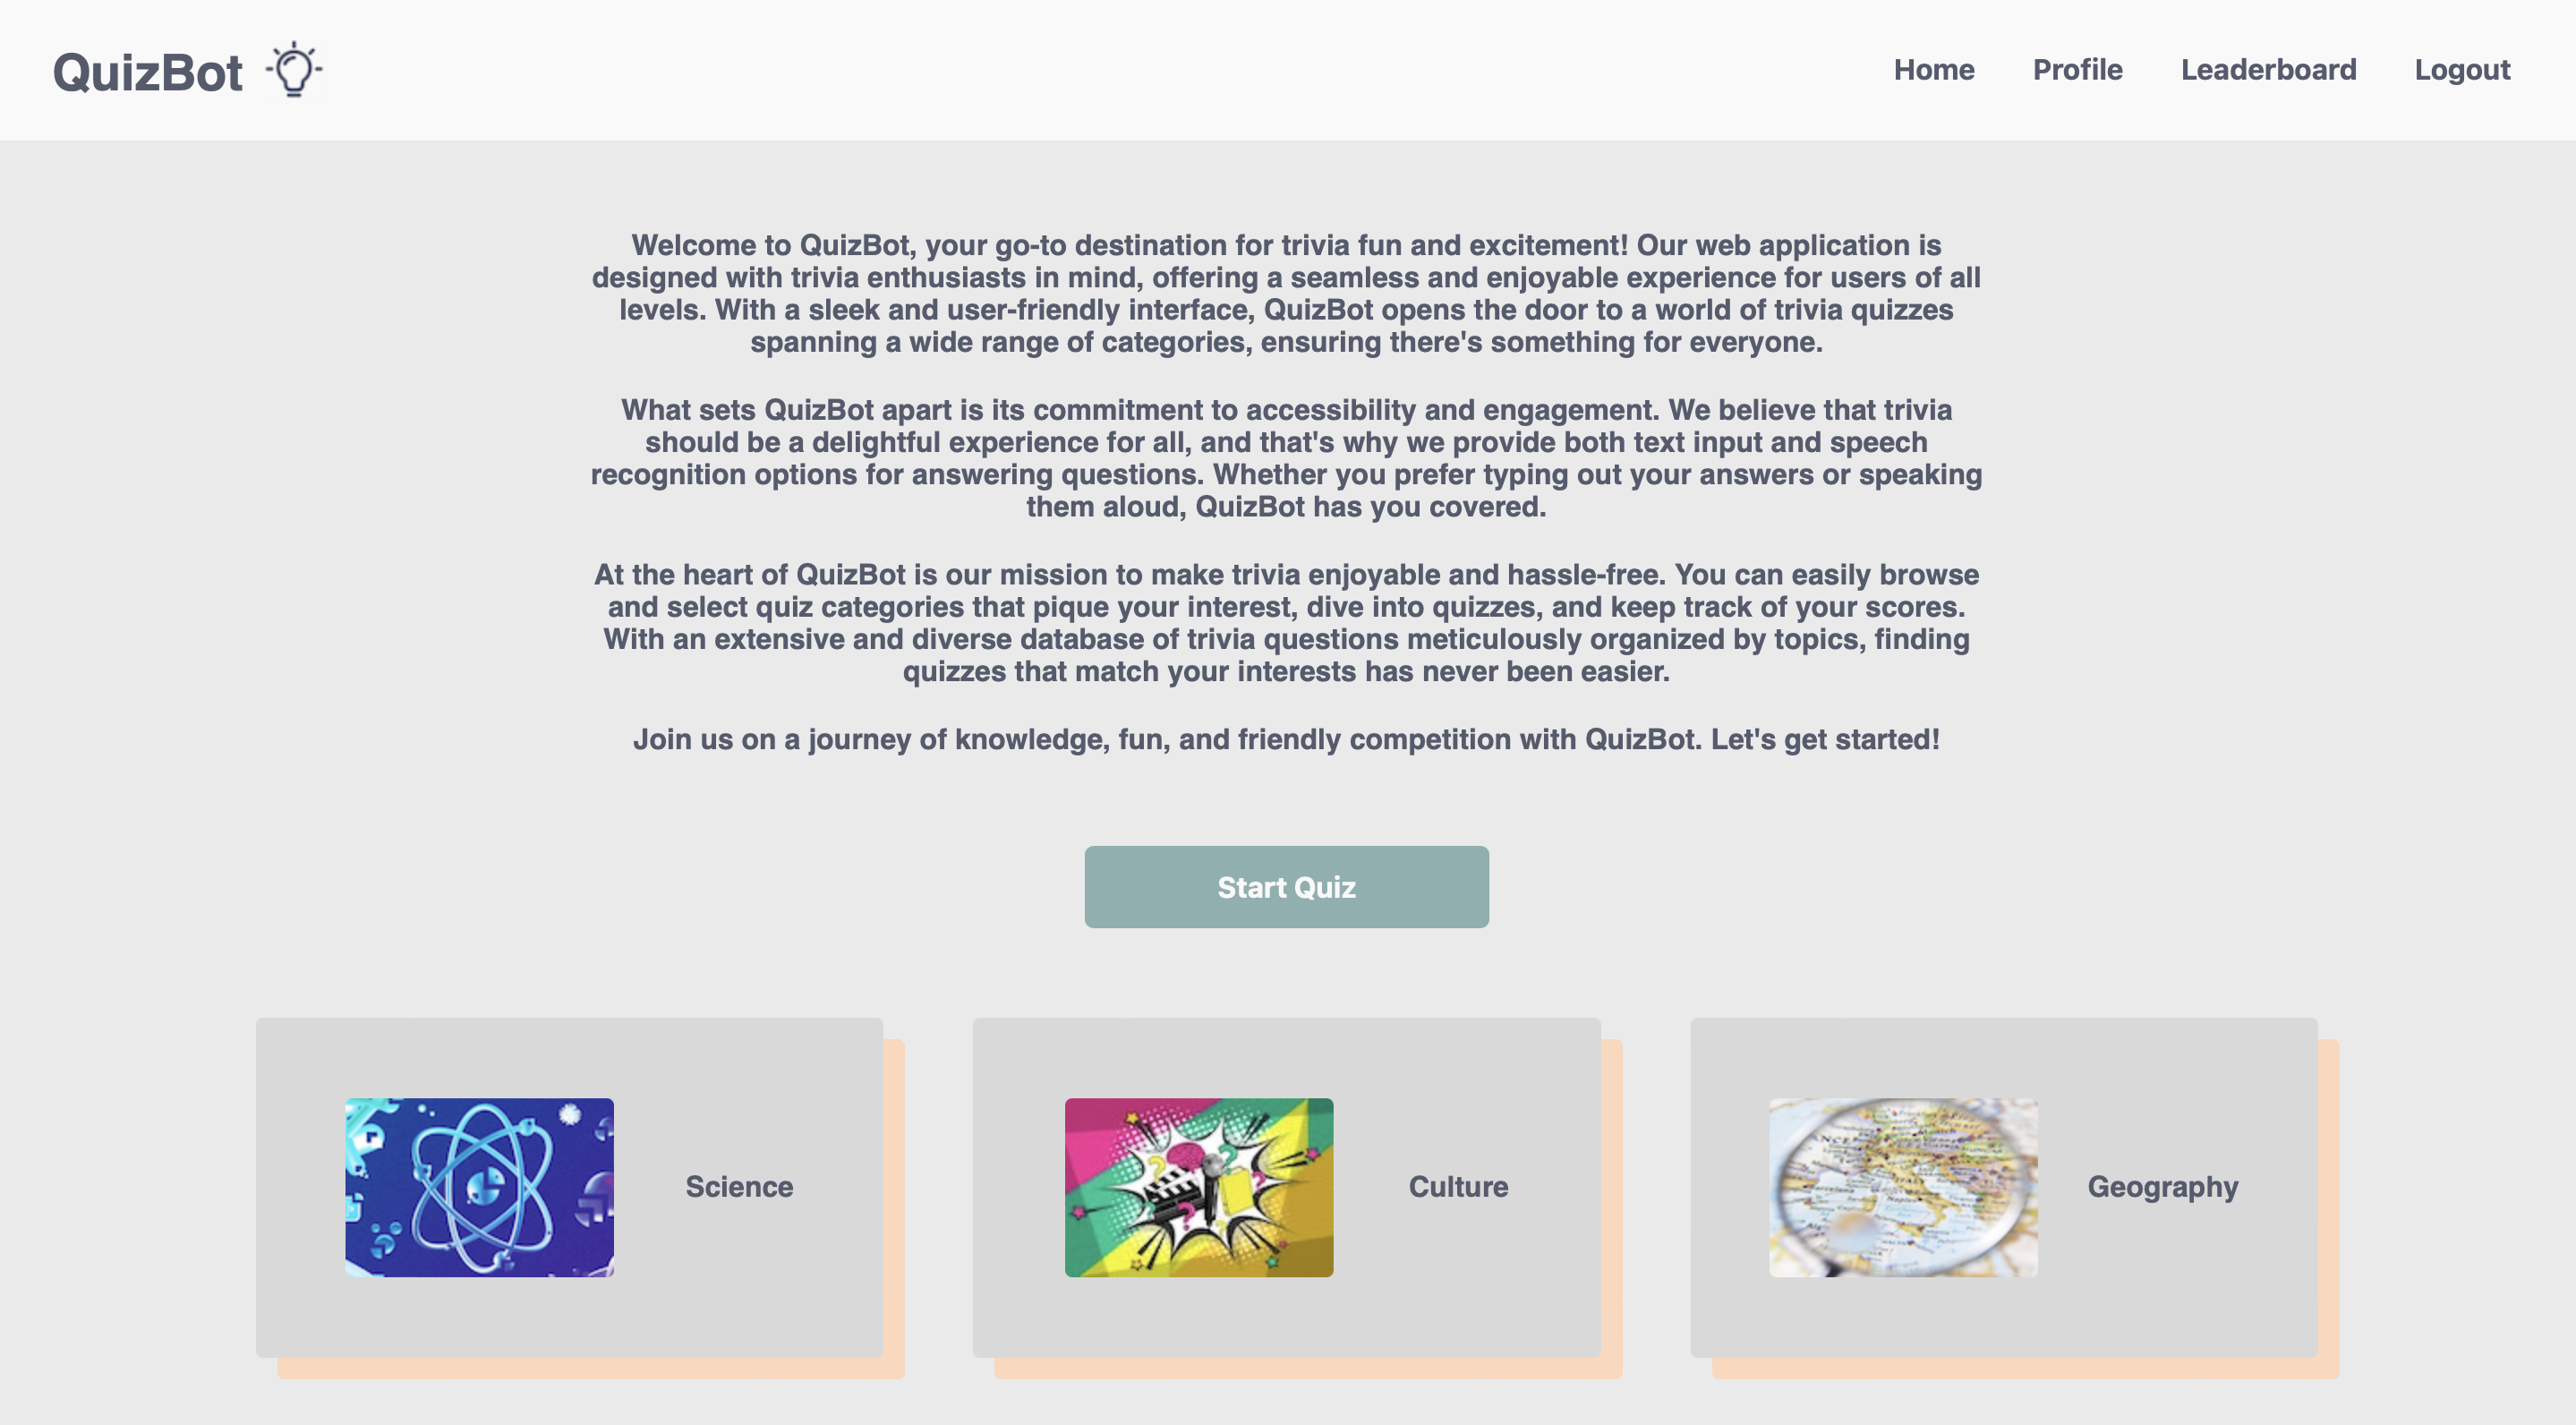 QuizBot
Home Profile Leaderboard Logout
Welcome to QuizBot, your go-to destination for trivia fun and excitement! Our web application is
designed with trivia enthusiasts in mind, offering a seamless and enjoyable experience for users of all
levels. With a sleek and user-friendly interface, QuizBot opens the door to a world of trivia quizzes
spanning a wide range of categories, ensuring there's something for everyone.
What sets QuizBot apart is its commitment to accessibility and engagement. We believe that trivia
should be a delightful experience for all, and that's why we provide both text input and speech
recognition options for answering questions. Whether you prefer typing out your answers or speaking
them aloud, QuizBot has you covered.
At the heart of QuizBot is our mission to make trivia enjoyable and hassle-free. You can easily browse
and select quiz categories that pique your interest, dive into quizzes, and keep track of your scores.
With an extensive and diverse database of trivia questions meticulously organized by topics, finding
quizzes that match your interests has never been easier.
Join us on a journey of knowledge, fun, and friendly competition with QuizBot. Let's get started!
Start Quiz
Science
Culture
Geography